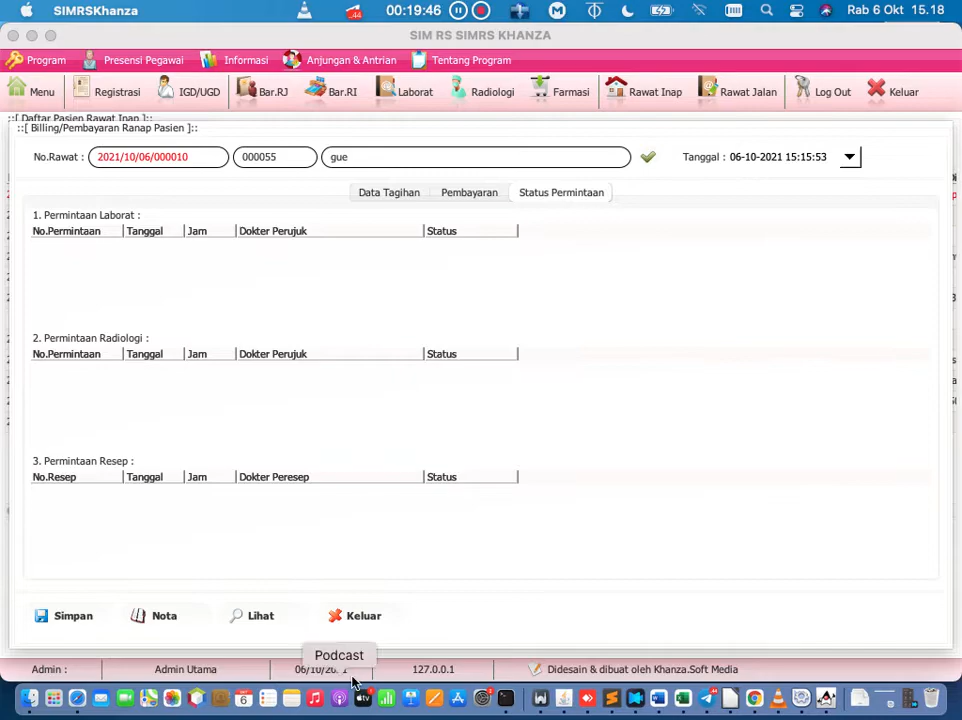 SIMRSKhanza 44 00:19:46 Rab 6 Okt 15.18
SIM RS SIMRS KHANZA
Program Presensi Pegawai Informasi Anjungan & Antrian Tentang Program
Menu Registrasi IGD/UGD Bar.RJ Bar.RI Laborat Radiologi Farmasi Rawat Inap Rawat Jalan Log Out Keluar
::[ Daftar Pasien Rawat Inap ]::
::[ Billing/Pembayaran Ranap Pasien ]::
No.Rawat : 2021/10/06/000010 000055 gue Tanggal : 06-10-2021 15:15:53
Data Tagihan Pembayaran Status Permintaan
1. Permintaan Laborat :
No.Permintaan Tanggal Jam Dokter Perujuk Status
2. Permintaan Radiologi :
No.Permintaan Tanggal Jam Dokter Perujuk Status
3. Permintaan Resep :
No.Resep Tanggal Jam Dokter Peresep Status
Simpan Nota Lihat Keluar
Podcast
Admin : Admin Utama 127.0.0.1 Didesain & dibuat oleh Khanza.Soft Media